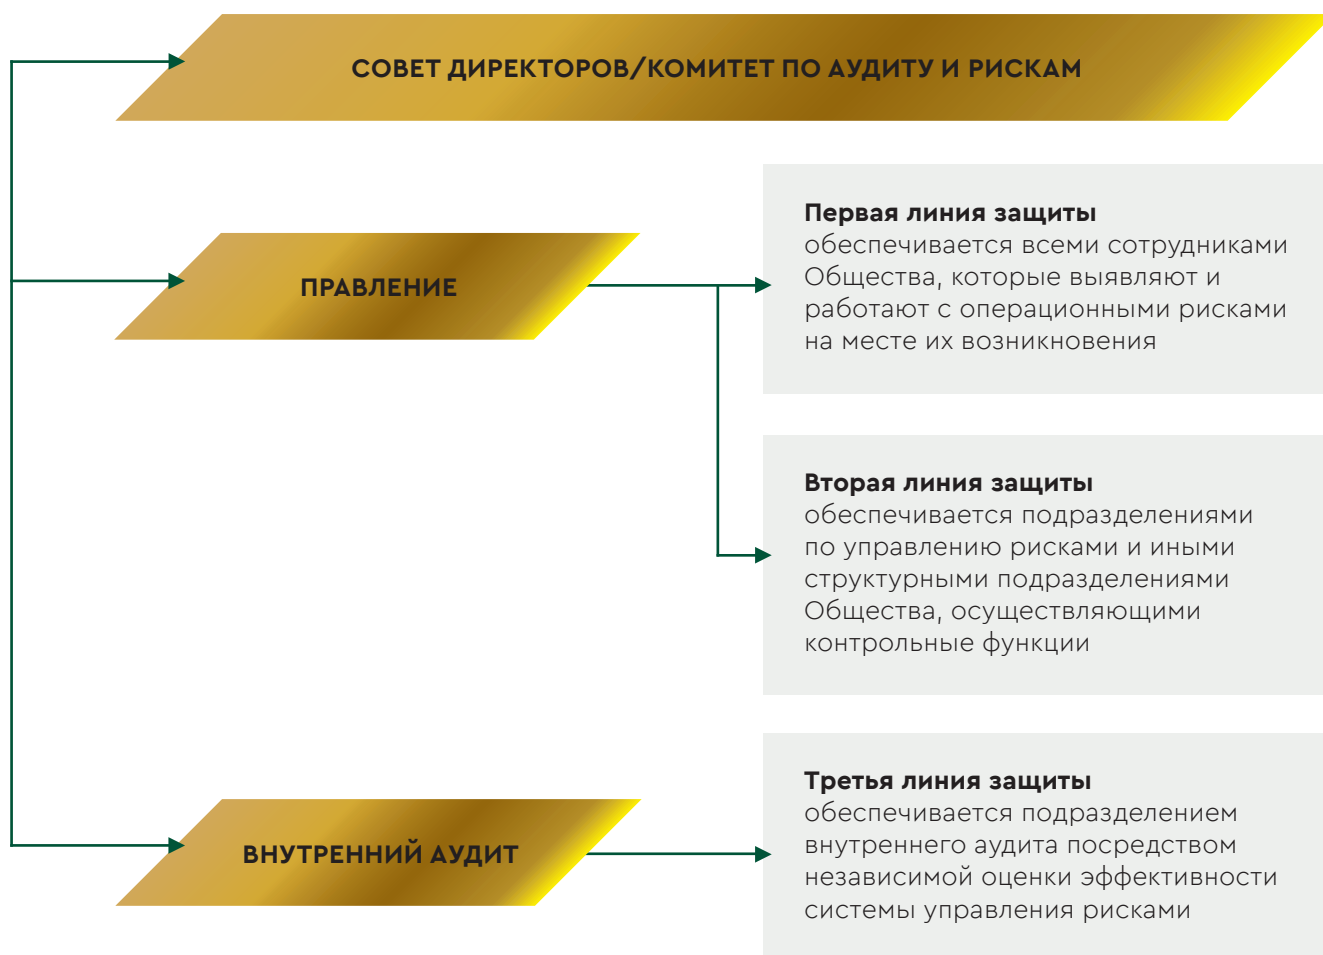 СОВЕТ ДИРЕКТОРОВ/КОМИТЕТ ПО АУДИТУ И РИСКАМ
ПРАВЛЕНИЕ
Первая линия защиты
обеспечивается всеми сотрудниками
Общества, которые выявляют и
работают с операционными рисками
на месте их возникновения
Вторая линия защиты
обеспечивается подразделениями
по управлению рисками и иными
структурными подразделениями
Общества, осуществляющими
контрольные функции
ВНУТРЕННИЙ АУДИТ
Третья линия защиты
обеспечивается подразделением
внутреннего аудита посредством
независимой оценки эффективности
системы управления рисками